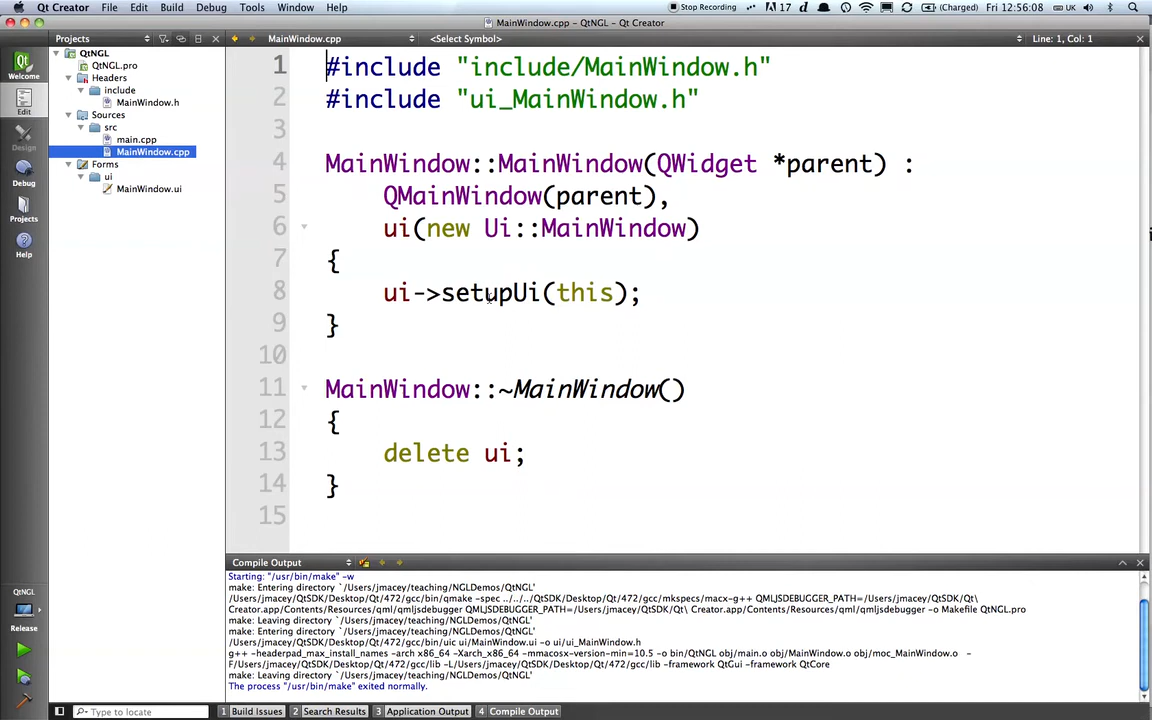 Qt Creator File Edit Build Debug Tools Window Help Stop Recording 17 (Charged) UK Fri 12:56:08
MainWindow.cpp - QtNGL - Qt Creator
Projects MainWindow.cpp <Select Symbol> Line: 1, Col: 1
Welcome
Edit
Design
Debug
Projects
Help
QtNGL
Release
QtNGL
QtNGL.pro
Headers
include
MainWindow.h
Sources
src
main.cpp
MainWindow.cpp
Forms
ui
MainWindow.ui
1 #include "include/MainWindow.h"
2 #include "ui_MainWindow.h"
3
4 MainWindow::MainWindow(QWidget *parent) :
5 QMainWindow(parent),
6 ui(new Ui::MainWindow)
7 {
8 ui->setupUi(this);
9 }
10
11 MainWindow::~MainWindow()
12 {
13 delete ui;
14 }
15
Compile Output
Starting: "/usr/bin/make" -w
make: Entering directory `/Users/jmacey/teaching/NGLDemos/QtNGL'
/Users/jmacey/QtSDK/Desktop/Qt/472/gcc/bin/qmake -spec ../../../QtSDK/Desktop/Qt/472/gcc/mkspecs/macx-g++ QMLJSDEBUGGER_PATH=/Users/jmacey/QtSDK/Qt\
Creator.app/Contents/Resources/qml/qmljsdebugger QMLJSDEBUGGER_PATH=/Users/jmacey/QtSDK/Qt\ Creator.app/Contents/Resources/qml/qmljsdebugger -o Makefile QtNGL.pro
make: Leaving directory `/Users/jmacey/teaching/NGLDemos/QtNGL'
make: Entering directory `/Users/jmacey/teaching/NGLDemos/QtNGL'
/Users/jmacey/QtSDK/Desktop/Qt/472/gcc/bin/uic ui/MainWindow.ui -o ui/ui_MainWindow.h
g++ -headerpad_max_install_names -arch x86_64 -Xarch_x86_64 -mmacosx-version-min=10.5 -o bin/QtNGL obj/main.o obj/MainWindow.o obj/moc_MainWindow.o -
F/Users/jmacey/QtSDK/Desktop/Qt/472/gcc/lib -L/Users/jmacey/QtSDK/Desktop/Qt/472/gcc/lib -framework QtGui -framework QtCore
make: Leaving directory `/Users/jmacey/teaching/NGLDemos/QtNGL'
The process "/usr/bin/make" exited normally.
Type to locate 1 Build Issues 2 Search Results 3 Application Output 4 Compile Output